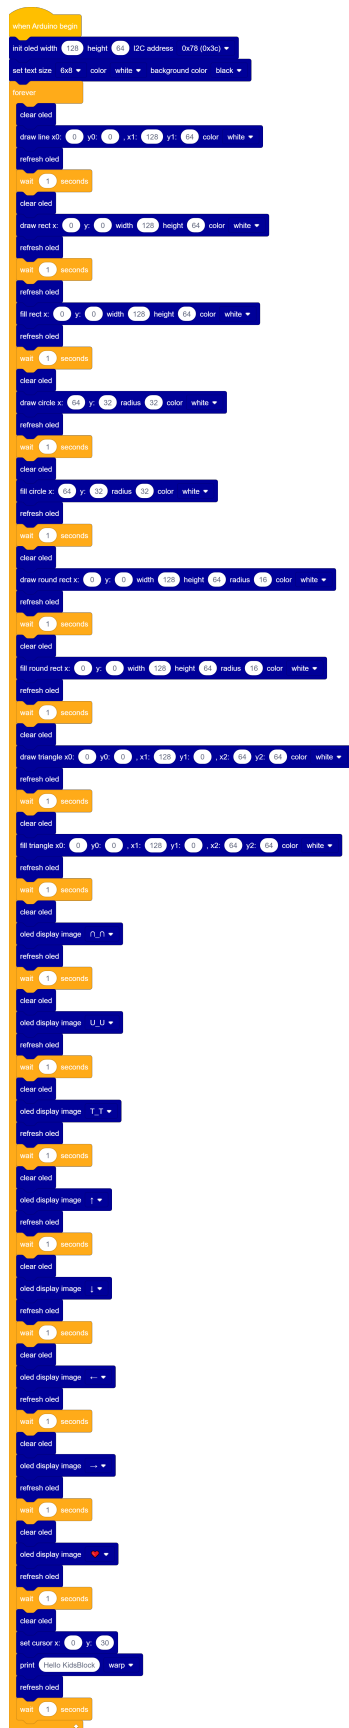 when Arduino begin
init oled width 128 height 64 I2C address 0x78 (0x3c)
set text size 6x8 color white background color black
forever
clear oled
draw line x0: 0 y0: 0 , x1: 128 y1: 64 color white
refresh oled
wait 1 seconds
clear oled
draw rect x: 0 y: 0 width 128 height 64 color white
refresh oled
wait 1 seconds
refresh oled
fill rect x: 0 y: 0 width 128 height 64 color white
refresh oled
wait 1 seconds
clear oled
draw circle x: 64 y: 32 radius 32 color white
refresh oled
wait 1 seconds
clear oled
fill circle x: 64 y: 32 radius 32 color white
refresh oled
wait 1 seconds
clear oled
draw round rect x: 0 y: 0 width 128 height 64 radius 16 color white
refresh oled
wait 1 seconds
clear oled
fill round rect x: 0 y: 0 width 128 height 64 radius 16 color white
refresh oled
wait 1 seconds
clear oled
draw triangle x0: 0 y0: 0 , x1: 128 y1: 0 , x2: 64 y2: 64 color white
refresh oled
wait 1 seconds
clear oled
fill triangle x0: 0 y0: 0 , x1: 128 y1: 0 , x2: 64 y2: 64 color white
refresh oled
wait 1 seconds
clear oled
oled display image ∩_∩
refresh oled
wait 1 seconds
clear oled
oled display image U_U
refresh oled
wait 1 seconds
clear oled
oled display image T_T
refresh oled
wait 1 seconds
clear oled
oled display image ↑
refresh oled
wait 1 seconds
clear oled
oled display image ↓
refresh oled
wait 1 seconds
clear oled
oled display image ←
refresh oled
wait 1 seconds
clear oled
oled display image →
refresh oled
wait 1 seconds
clear oled
oled display image ❤
refresh oled
wait 1 seconds
clear oled
set cursor x: 0 y: 30
print Hello KidsBlock warp
refresh oled
wait 1 seconds